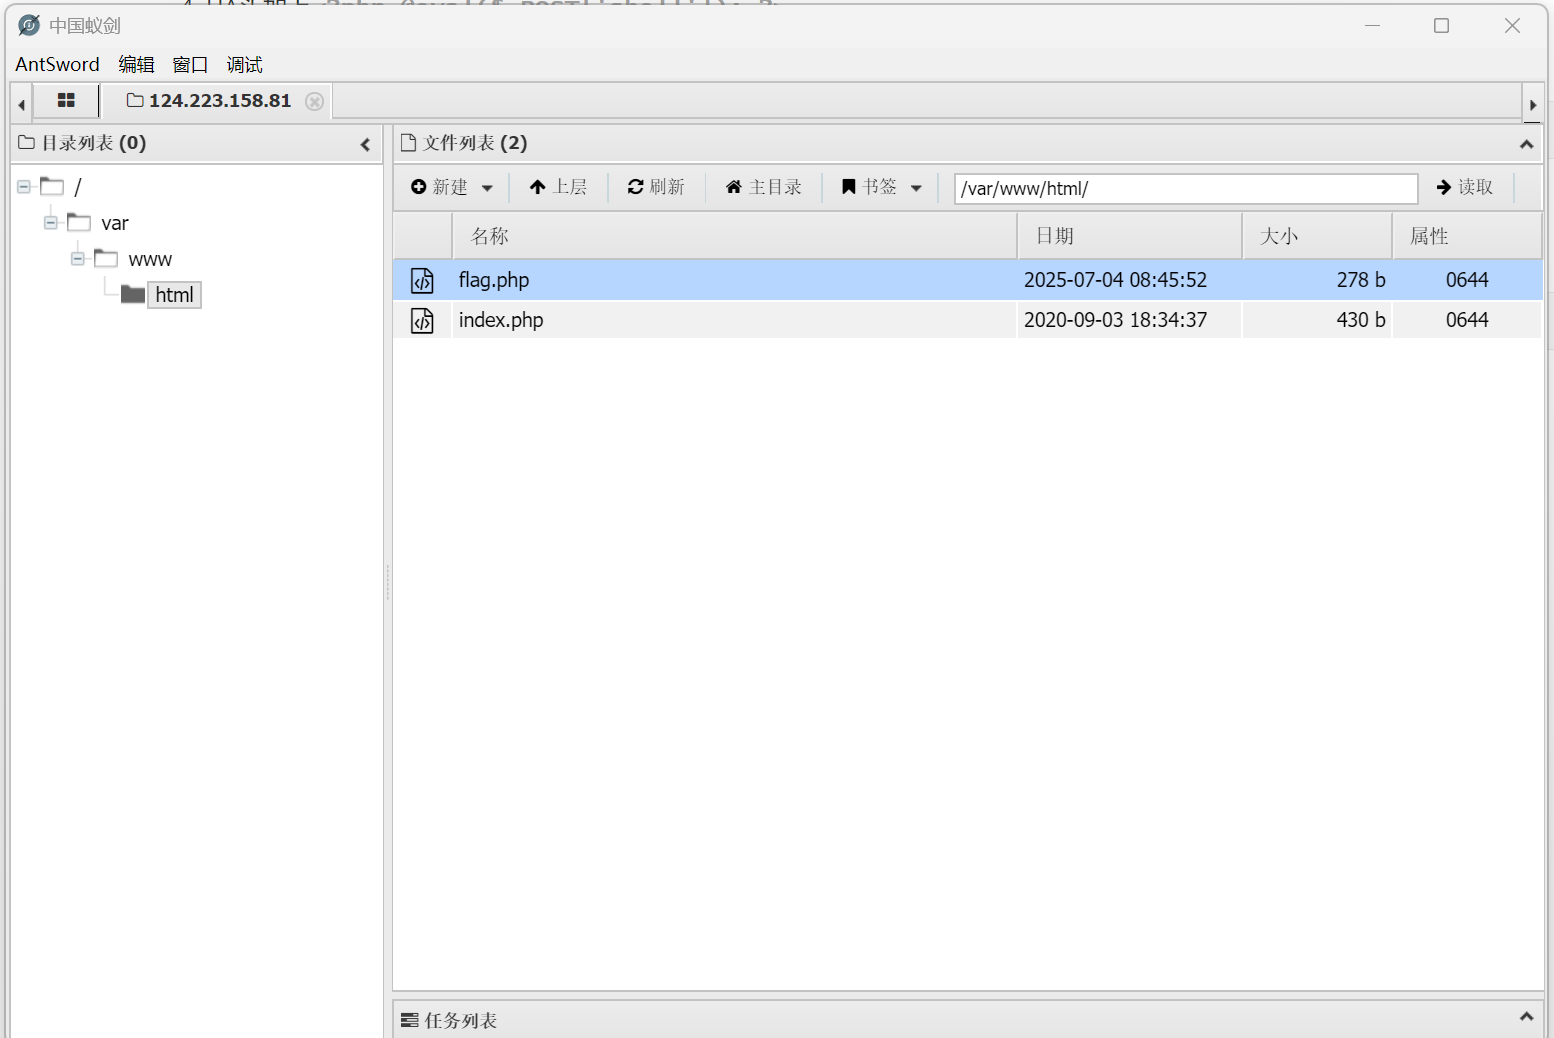 中国蚁剑
AntSword 编辑 窗口 调试
124.223.158.81
目录列表 (0)
文件列表 (2)
新建 上层 刷新 主目录 书签 /var/www/html/ 读取
/
var
www
html
名称 日期 大小 属性
flag.php 2025-07-04 08:45:52 278 b 0644
index.php 2020-09-03 18:34:37 430 b 0644
任务列表